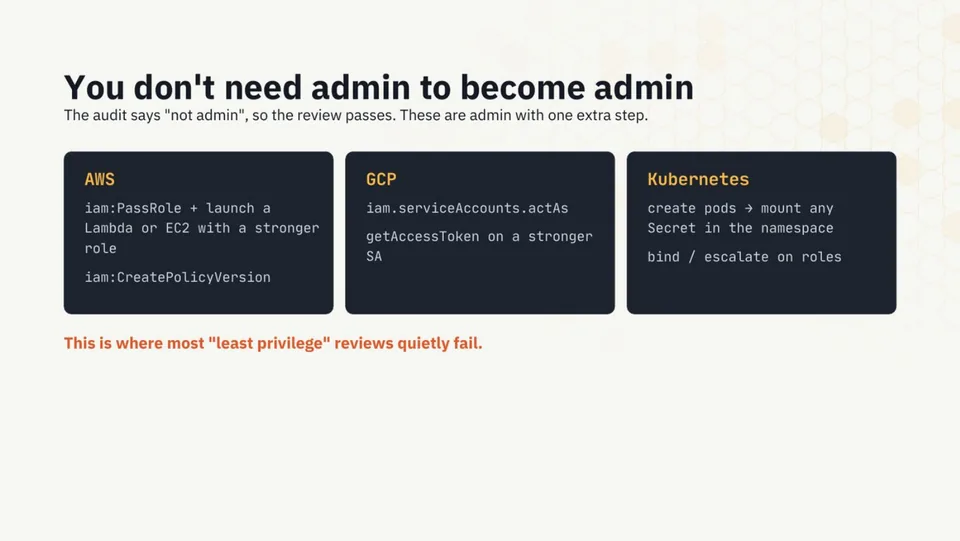 You don't need admin to become admin
The audit says "not admin", so the review passes. These are admin with one extra step.
AWS
iam:PassRole + launch a
Lambda or EC2 with a stronger
role
iam:CreatePolicyVersion
GCP
iam.serviceAccounts.actAs
getAccessToken on a stronger
SA
Kubernetes
create pods → mount any
Secret in the namespace
bind / escalate on roles
This is where most "least privilege" reviews quietly fail.